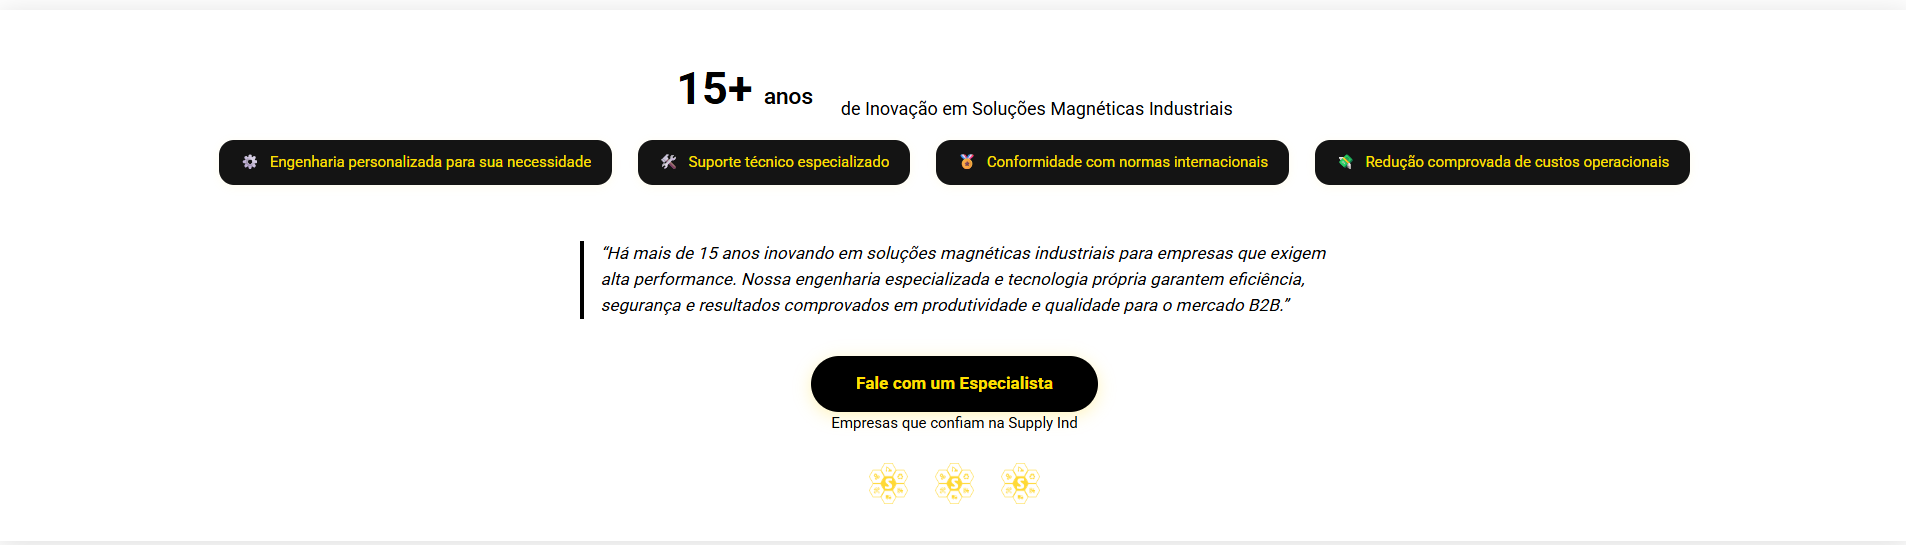 15+ anos de Inovação em Soluções Magnéticas Industriais
Engenharia personalizada para sua necessidade
Suporte técnico especializado
Conformidade com normas internacionais
Redução comprovada de custos operacionais
“Há mais de 15 anos inovando em soluções magnéticas industriais para empresas que exigem
alta performance. Nossa engenharia especializada e tecnologia própria garantem eficiência,
segurança e resultados comprovados em produtividade e qualidade para o mercado B2B.”
Fale com um Especialista
Empresas que confiam na Supply Ind
S S S